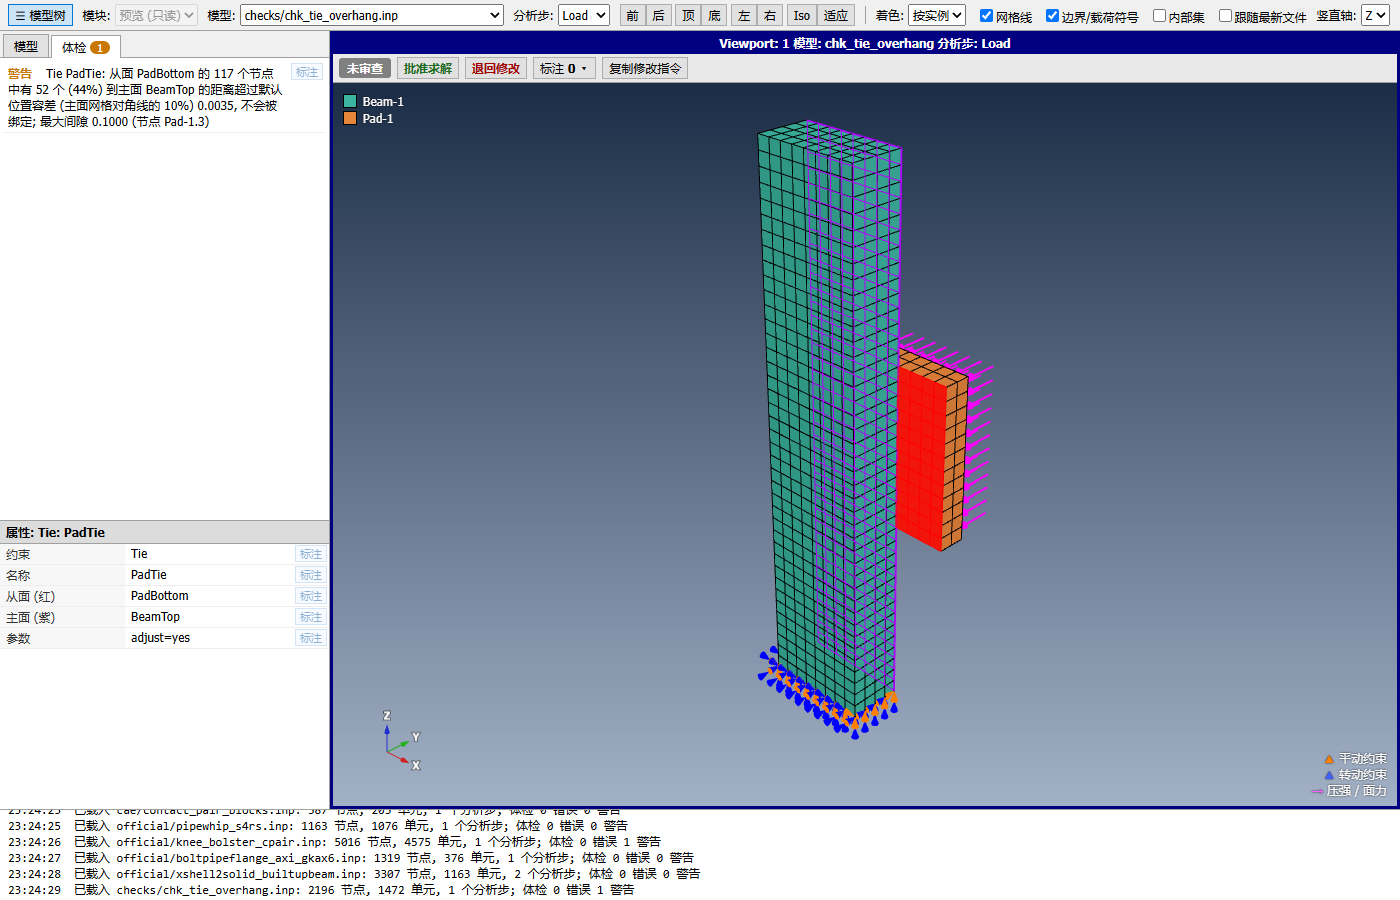 ☰ 模型树 模块: 预览 (只读) 模型: checks/chk_tie_overhang.inp 分析步: Load 前 后 顶 底 左 右 Iso 适应 着色: 按实例 网格线 边界/载荷符号 内部集 跟随最新文件 竖直轴: Z
模型 体检 1
警告 Tie PadTie: 从面 PadBottom 的 117 个节点 标注
中有 52 个 (44%) 到主面 BeamTop 的距离超过默认
位置容差 (主面网格对角线的 10%) 0.0035, 不会被
绑定; 最大间隙 0.1000 (节点 Pad-1.3)
Viewport: 1 模型: chk_tie_overhang 分析步: Load
未审查 批准求解 退回修改 标注 0 复制修改指令
Beam-1
Pad-1
Z
Y
X
平动约束
转动约束
压强 / 面力
属性: Tie: PadTie
约束 Tie 标注
名称 PadTie 标注
从面 (红) PadBottom 标注
主面 (紫) BeamTop 标注
参数 adjust=yes 标注
23:24:25 已载入 official/pipewhip_s4rs.inp: 1163 节点, 1076 单元, 1 个分析步; 体检 0 错误 0 警告
23:24:26 已载入 official/knee_bolster_cpair.inp: 5016 节点, 4575 单元, 1 个分析步; 体检 0 错误 1 警告
23:24:27 已载入 official/boltpipeflange_axi_gkax6.inp: 1319 节点, 376 单元, 1 个分析步; 体检 0 错误 0 警告
23:24:28 已载入 official/xshell2solid_builtupbeam.inp: 3307 节点, 1163 单元, 2 个分析步; 体检 0 错误 0 警告
23:24:29 已载入 checks/chk_tie_overhang.inp: 2196 节点, 1472 单元, 1 个分析步; 体检 0 错误 1 警告